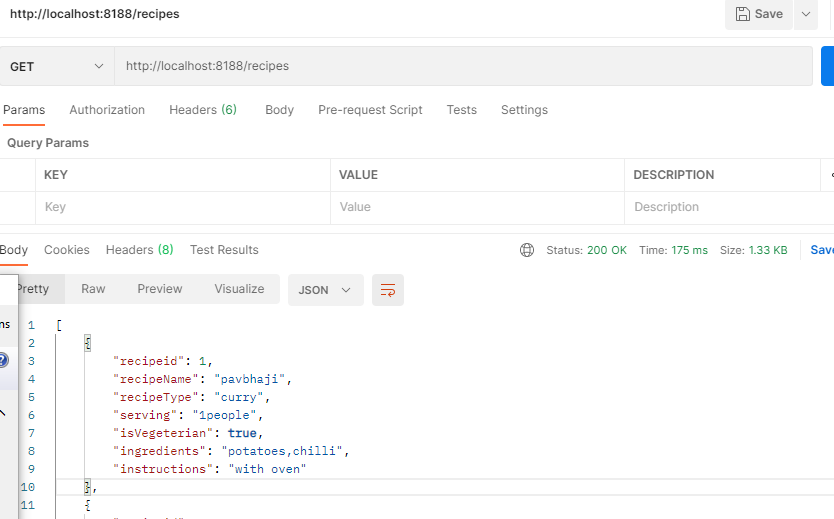 http://localhost:8188/recipes
Save
GET
http://localhost:8188/recipes
Params Authorization Headers (6) Body Pre-request Script Tests Settings
Query Params
KEY VALUE DESCRIPTION
Key Value Description
Body Cookies Headers (8) Test Results
Status: 200 OK Time: 175 ms Size: 1.33 KB Save
Pretty Raw Preview Visualize JSON
ns
1 [
2 {
3 "recipeid": 1,
4 "recipeName": "pavbhaji",
5 "recipeType": "curry",
6 "serving": "1people",
7 "isVegeterian": true,
8 "ingredients": "potatoes,chilli",
9 "instructions": "with oven"
10 },
11 {